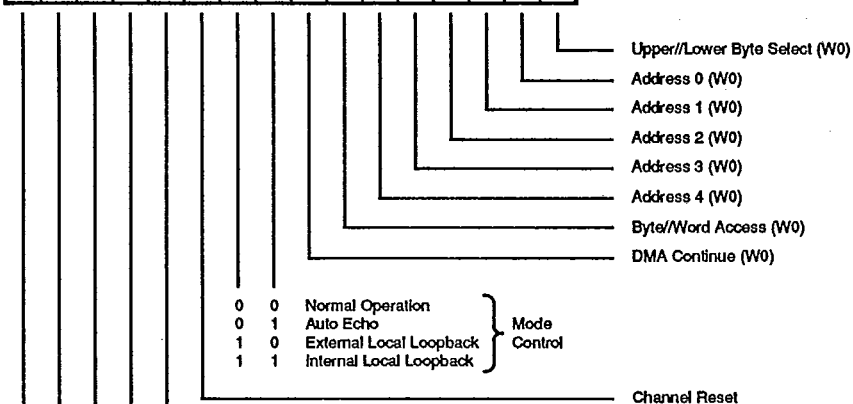 Upper//Lower Byte Select (W0)
Address 0 (W0)
Address 1 (W0)
Address 2 (W0)
Address 3 (W0)
Address 4 (W0)
Byte//Word Access (W0)
DMA Continue (W0)
0 0 Normal Operation
0 1 Auto Echo
1 0 External Local Loopback
1 1 Internal Local Loopback
Mode
Control
Channel Reset